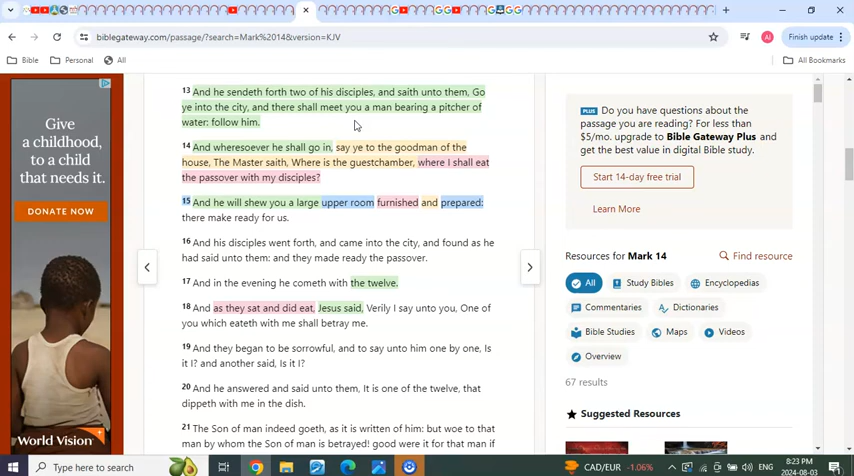 biblegateway.com/passage/?search=Mark%2014&version=KJV
AI
Finish update
Bible
Personal
All
All Bookmarks
Give
a childhood,
to a child
that needs it.
DONATE NOW
World Vision
13 And he sendeth forth two of his disciples, and saith unto them, Go
ye into the city, and there shall meet you a man bearing a pitcher of
water: follow him.
14 And wheresoever he shall go in, say ye to the goodman of the
house, The Master saith, Where is the guestchamber, where I shall eat
the passover with my disciples?
15 And he will shew you a large upper room furnished and prepared:
there make ready for us.
16 And his disciples went forth, and came into the city, and found as he
had said unto them: and they made ready the passover.
17 And in the evening he cometh with the twelve.
18 And as they sat and did eat, Jesus said, Verily I say unto you, One of
you which eateth with me shall betray me.
19 And they began to be sorrowful, and to say unto him one by one, Is
it I? and another said, Is it I?
20 And he answered and said unto them, It is one of the twelve, that
dippeth with me in the dish.
21 The Son of man indeed goeth, as it is written of him: but woe to that
man by whom the Son of man is betrayed! good were it for that man if
PLUS Do you have questions about the
passage you are reading? For less than
$5/mo. upgrade to Bible Gateway Plus and
get the best value in digital Bible study.
Start 14-day free trial
Learn More
Resources for Mark 14
Find resource
All
Study Bibles
Encyclopedias
Commentaries
Dictionaries
Bible Studies
Maps
Videos
Overview
67 results
Suggested Resources
Type here to search
CAD/EUR -1.06%
8:23 PM
2024-08-03